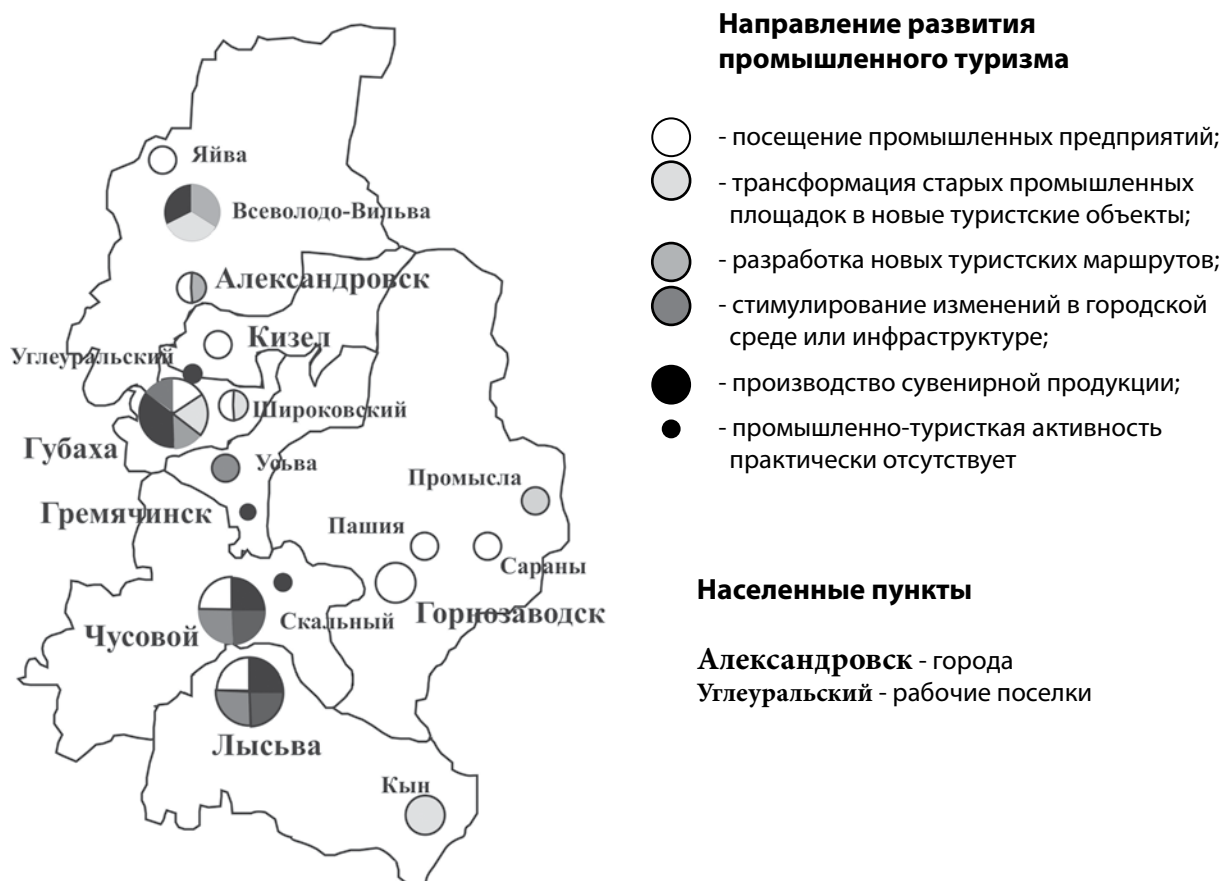 Яйва
Всеволодо-Вильва
Александровск
Кизел
Углеуральский
Широковский
Губаха
Усьва
Промысла
Гремячинск
Пашия
Сараны
Горнозаводск
Скальный
Чусовой
Лысьва
Кын
Направление развития
промышленного туризма
- посещение промышленных предприятий;
- трансформация старых промышленных
площадок в новые туристские объекты;
- разработка новых туристских маршрутов;
- стимулирование изменений в городской
среде или инфраструктуре;
- производство сувенирной продукции;
- промышленно-туристкая активность
практически отсутствует
Населенные пункты
Александровск - города
Углеуральский - рабочие поселки